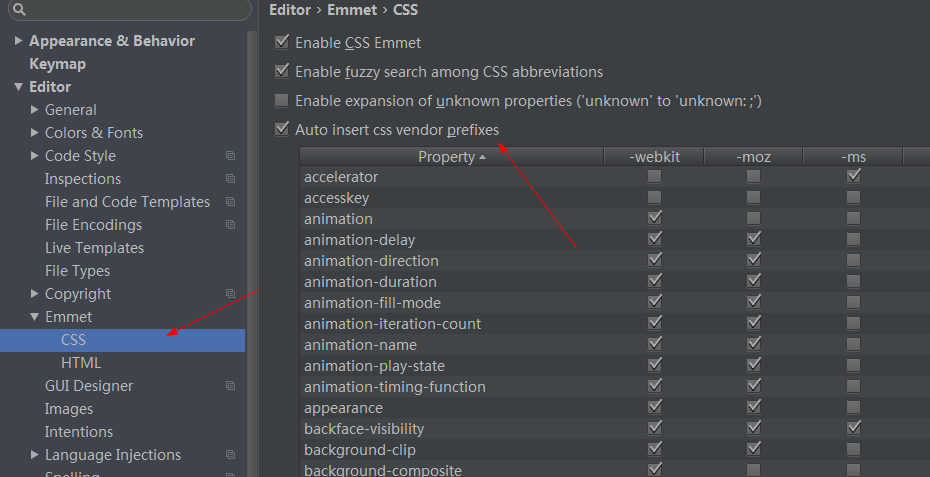 Appearance & Behavior
Keymap
Editor
General
Colors & Fonts
Code Style
Inspections
File and Code Templates
File Encodings
Live Templates
File Types
Copyright
Emmet
CSS
HTML
GUI Designer
Images
Intentions
Language Injections
Spelling
Editor › Emmet › CSS
Enable CSS Emmet
Enable fuzzy search among CSS abbreviations
Enable expansion of unknown properties ('unknown' to 'unknown: ;')
Auto insert css vendor prefixes
Property -webkit -moz -ms
accelerator
accesskey
animation
animation-delay
animation-direction
animation-duration
animation-fill-mode
animation-iteration-count
animation-name
animation-play-state
animation-timing-function
appearance
backface-visibility
background-clip
background-composite